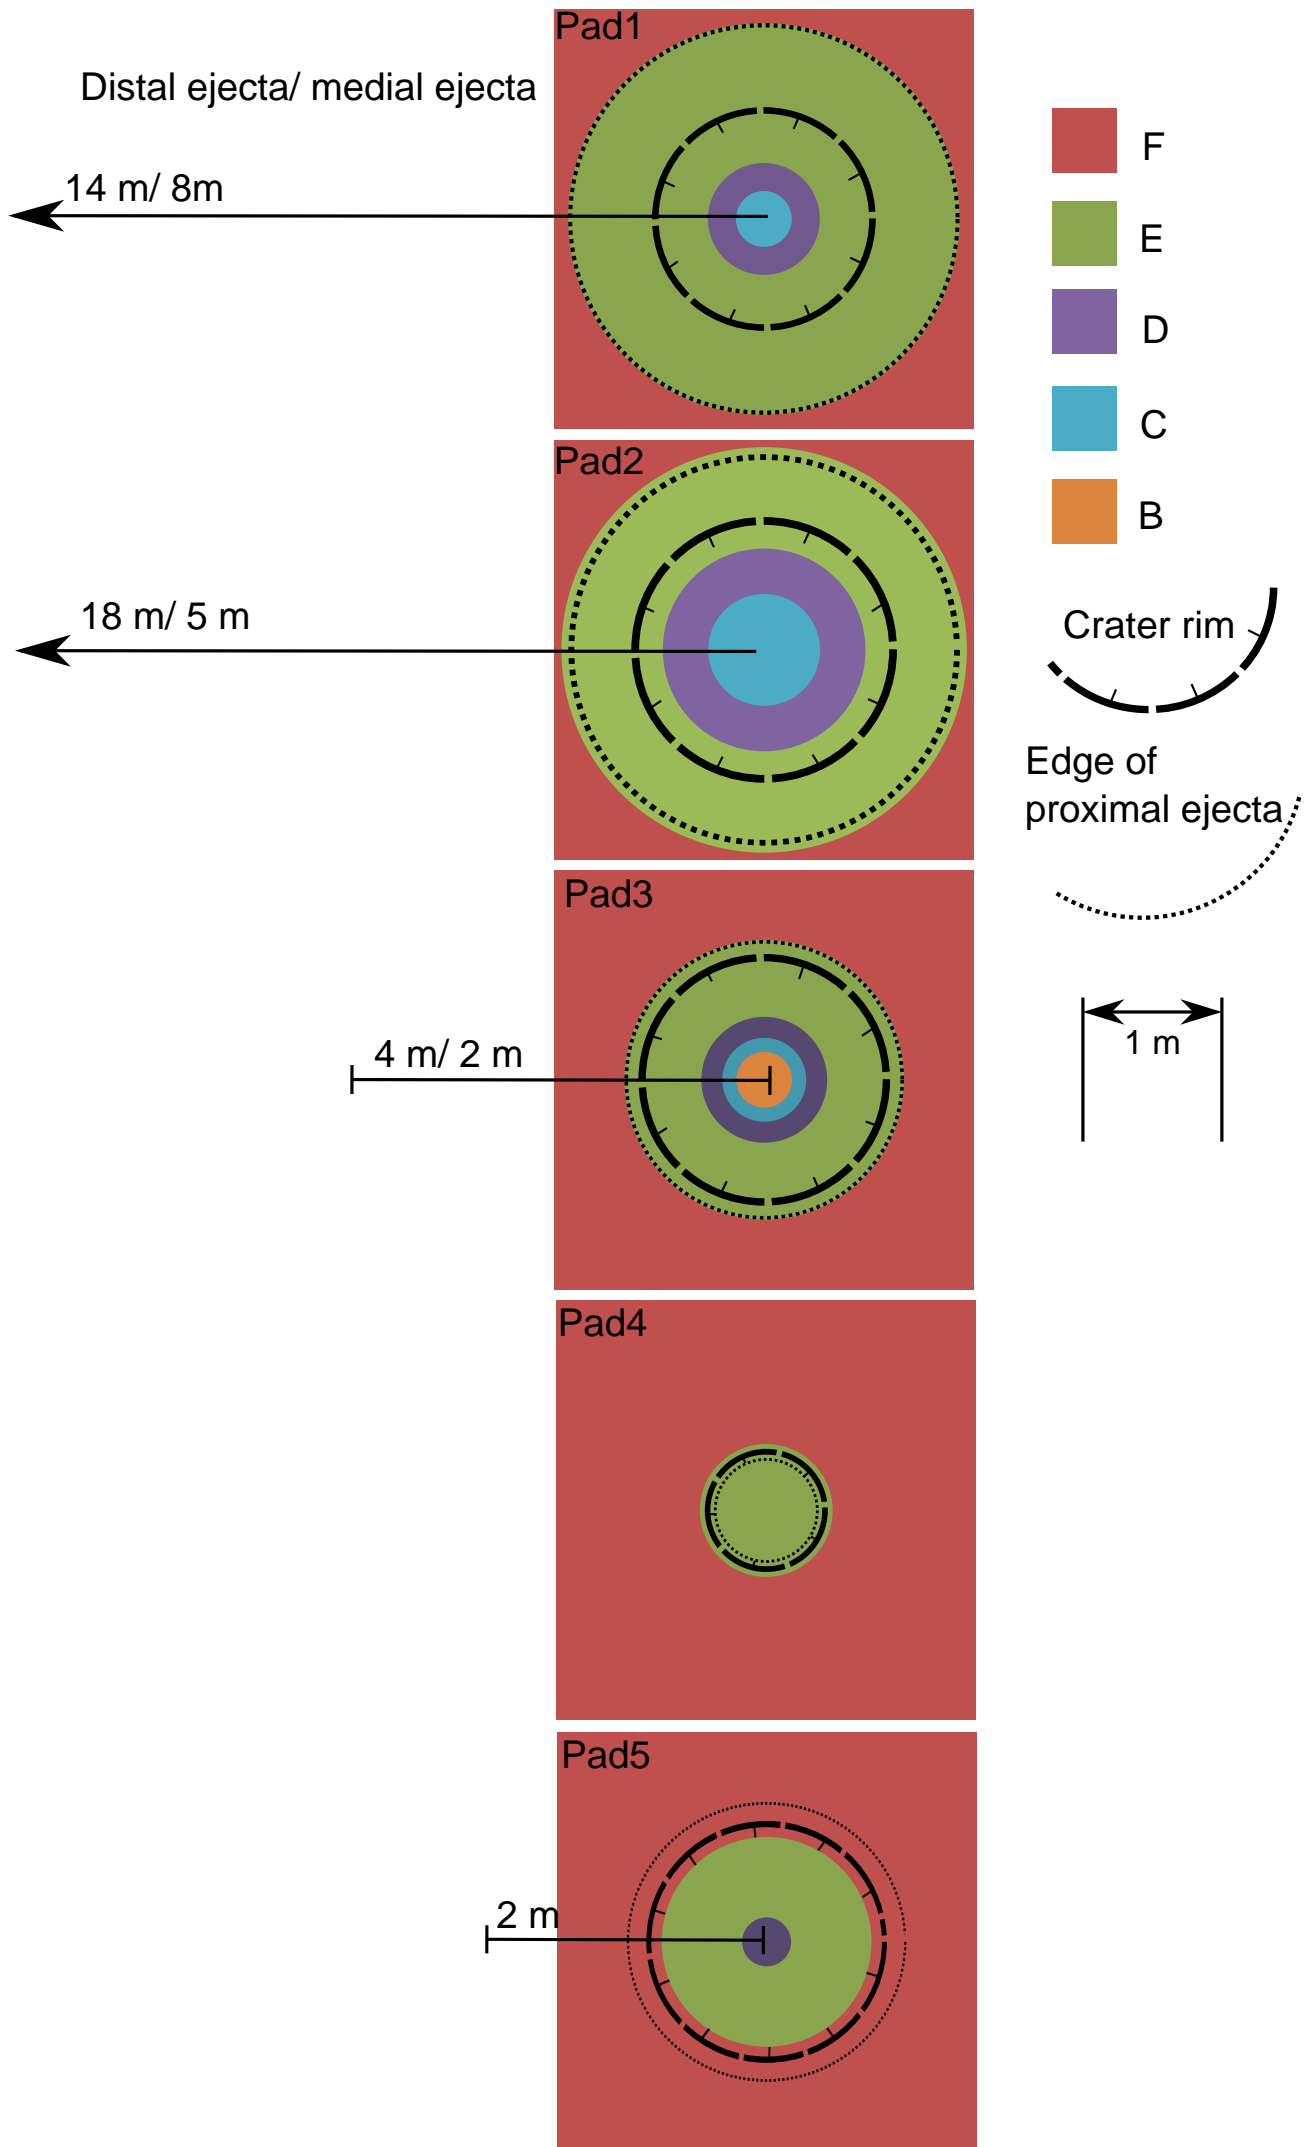 Pad1
Distal ejecta/ medial ejecta
14 m/ 8m
F
E
D
C
B
Pad2
18 m/ 5 m
Crater rim
Edge of
proximal ejecta
Pad3
4 m/ 2 m
1 m
Pad4
Pad5
2 m